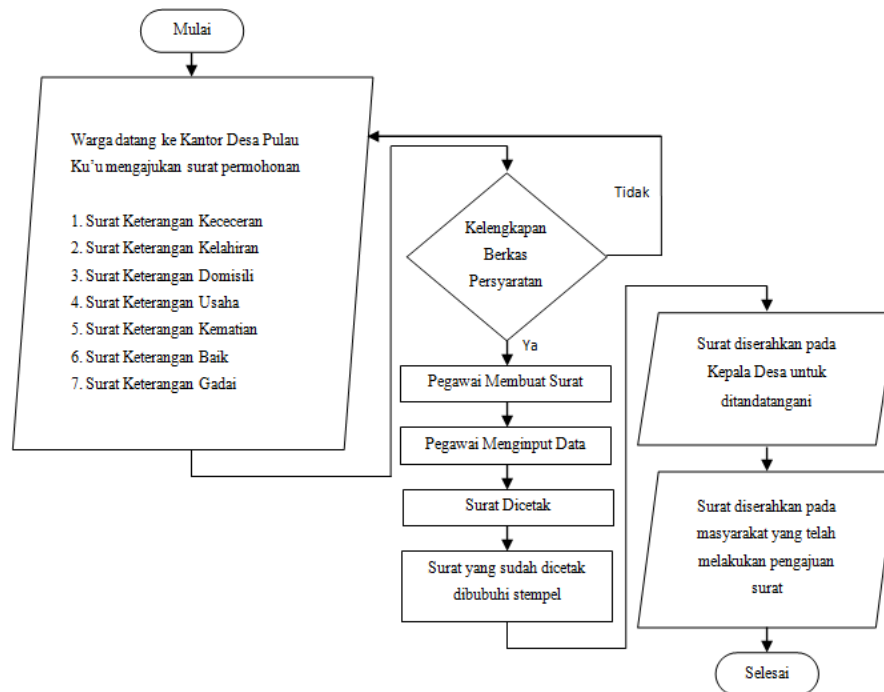 Mulai
Warga datang ke Kantor Desa Pulau
Ku'u mengajukan surat permohonan
1. Surat Keterangan Kececeran
2. Surat Keterangan Kelahiran
3. Surat Keterangan Domisili
4. Surat Keterangan Usaha
5. Surat Keterangan Kematian
6. Surat Keterangan Baik
7. Surat Keterangan Gadai
Kelengkapan
Berkas
Persyaratan
Tidak
Ya
Pegawai Membuat Surat
Pegawai Menginput Data
Surat Dicetak
Surat yang sudah dicetak
dibubuhi stempel
Surat diserahkan pada
Kepala Desa untuk
ditandatangani
Surat diserahkan pada
masyarakat yang telah
melakukan pengajuan
surat
Selesai